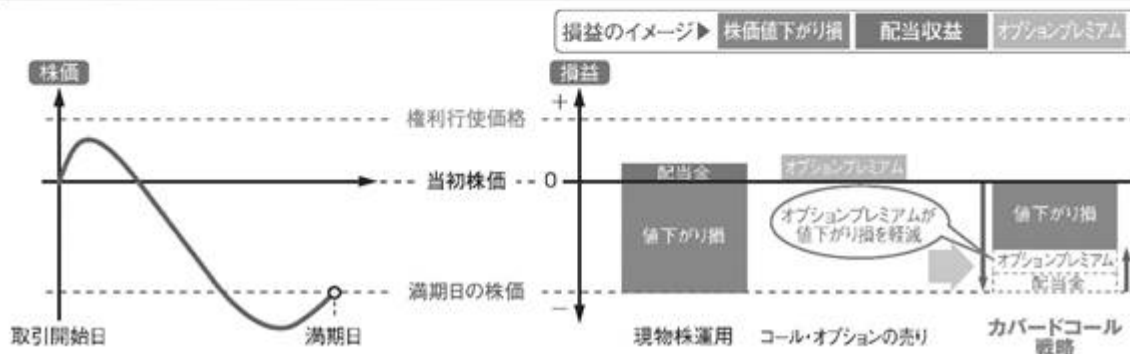 損益のイメージ▶ 株価値下がり損 配当収益 オプションプレミアム
株価
損益
+
権利行使価格
当初株価
0
満期日の株価
−
取引開始日
満期日
配当金
値下がり損
現物株運用
オプションプレミアム
オプションプレミアムが
値下がり損を軽減
コール・オプションの売り
値下がり損
オプションプレミアム
配当金
カバードコール
戦略